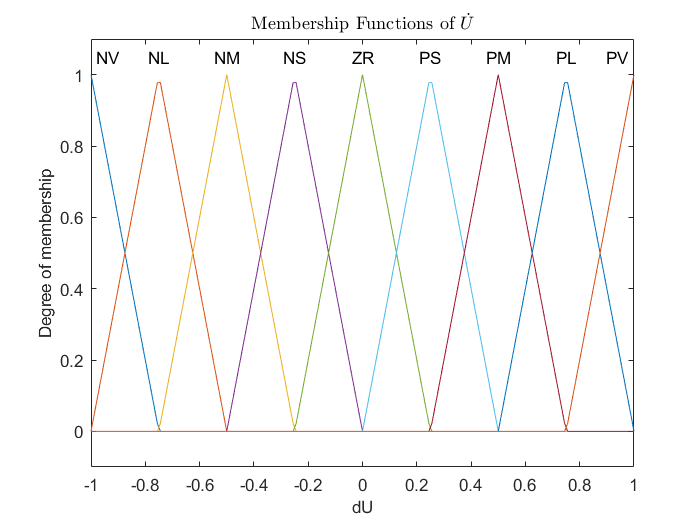 Membership Functions of U̇
NV NL NM NS ZR PS PM PL PV
1
0.8
0.6
0.4
0.2
0
Degree of membership
-1 -0.8 -0.6 -0.4 -0.2 0 0.2 0.4 0.6 0.8 1
dU